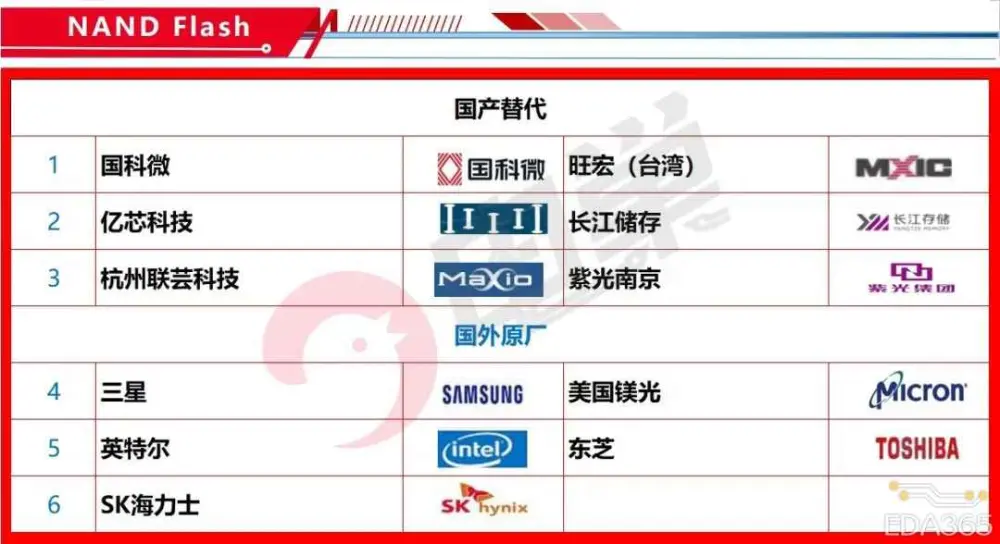 NAND Flash
国产替代
1 国科微 国科微 旺宏（台湾） MXIC
2 亿芯科技 长江储存 长江存储 YANGTZE MEMORY
3 杭州联芸科技 Maxio 紫光南京 紫光集团
国外原厂
4 三星 SAMSUNG 美国镁光 Micron
5 英特尔 intel 东芝 TOSHIBA
6 SK海力士 SK hynix
EDA365